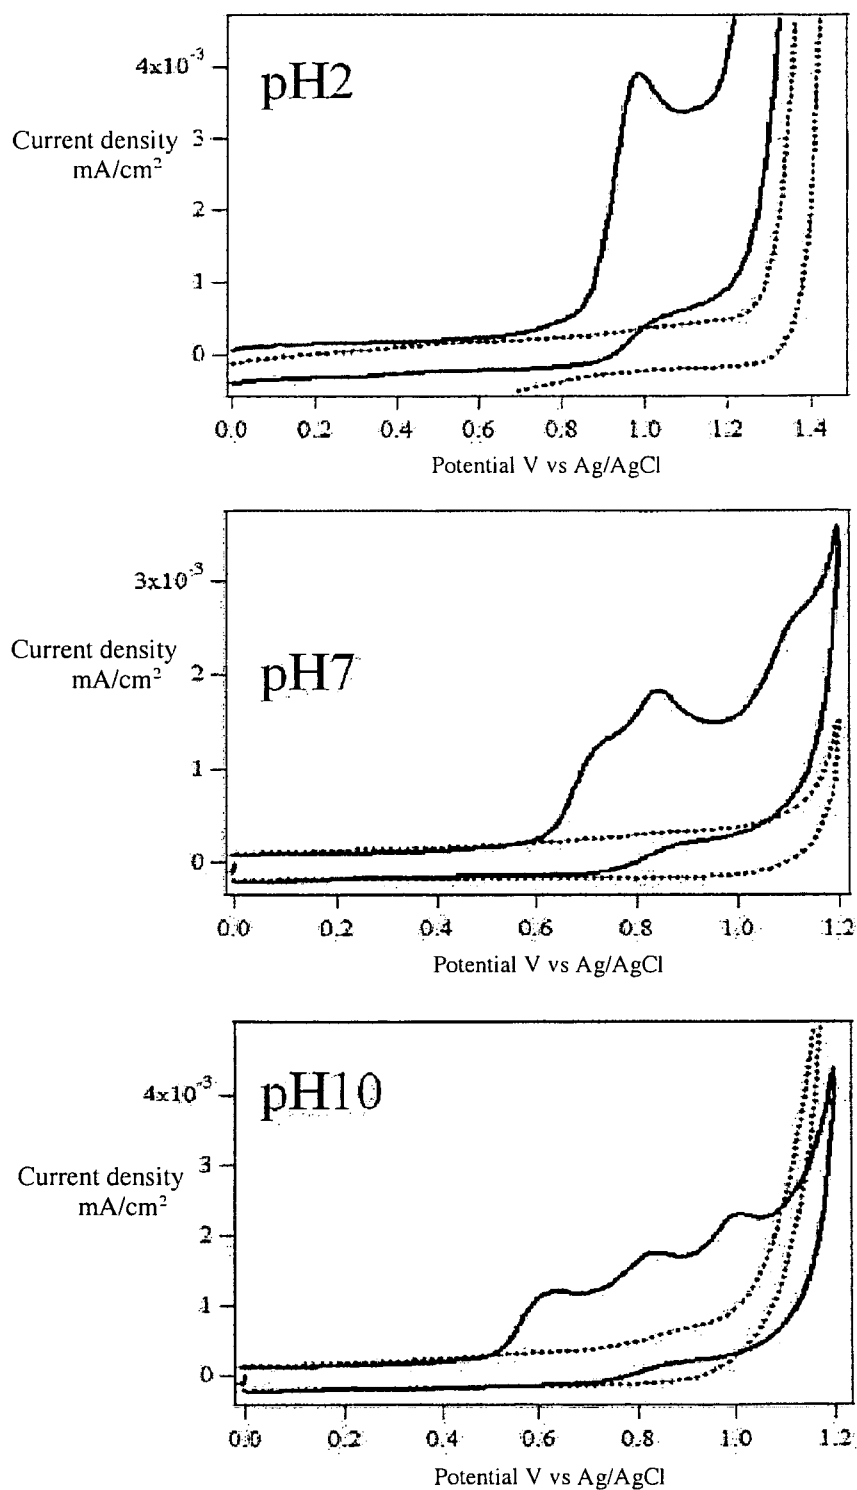 pH2
4x10⁻³
3
2
1
0
Current density
mA/cm²
0.0 0.2 0.4 0.6 0.8 1.0 1.2 1.4
Potential V vs Ag/AgCl
pH7
3x10⁻³
2
1
0
Current density
mA/cm²
0.0 0.2 0.4 0.6 0.8 1.0 1.2
Potential V vs Ag/AgCl
pH10
4x10⁻³
3
2
1
0
Current density
mA/cm²
0.0 0.2 0.4 0.6 0.8 1.0 1.2
Potential V vs Ag/AgCl